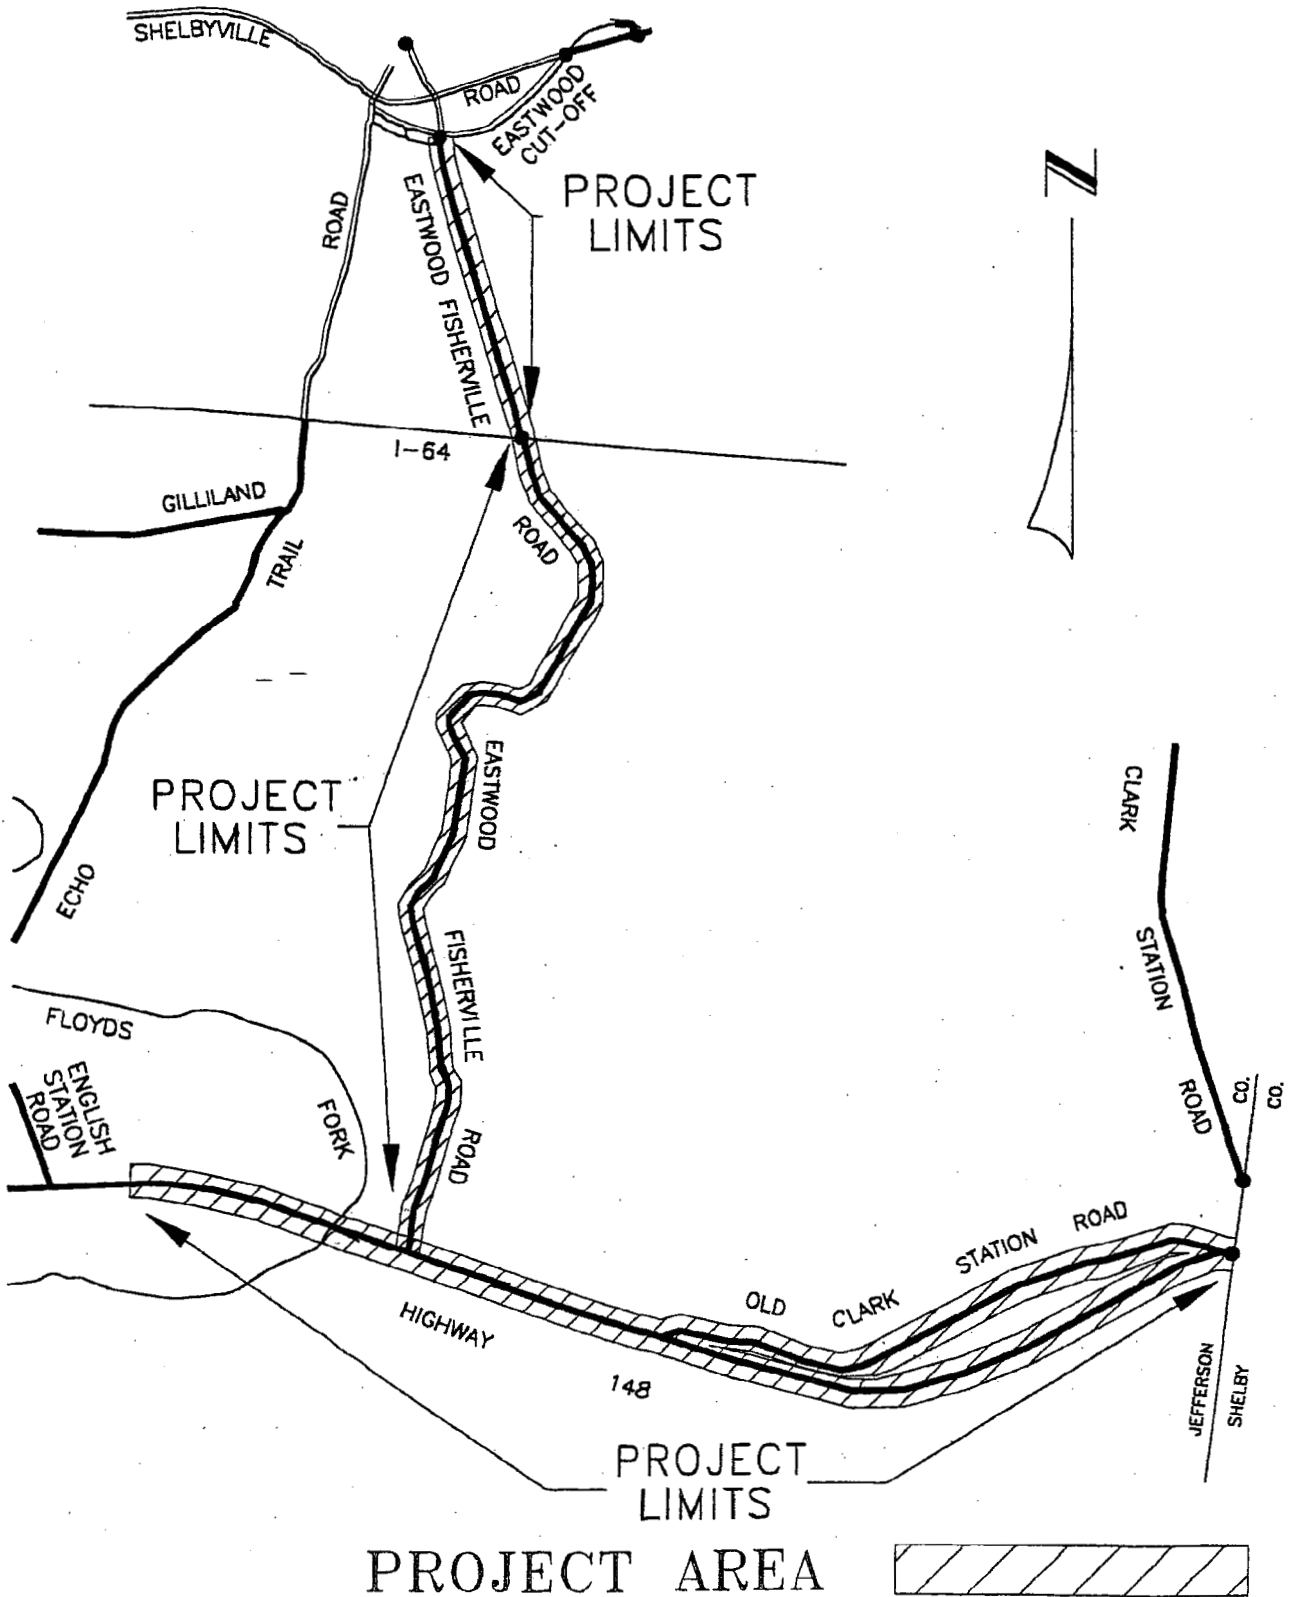 SHELBYVILLE
ROAD
EASTWOOD
CUT-OFF
N
PROJECT
LIMITS
ROAD
EASTWOOD FISHERVILLE
I-64
GILLILAND
ROAD
TRAIL
EASTWOOD
PROJECT
LIMITS
CLARK
ECHO
FISHERVILLE
STATION
FLOYDS
ENGLISH
STATION
ROAD
FORK
ROAD
ROAD
CO.
CO.
STATION ROAD
OLD CLARK
HIGHWAY
148
JEFFERSON
SHELBY
PROJECT
LIMITS
PROJECT AREA